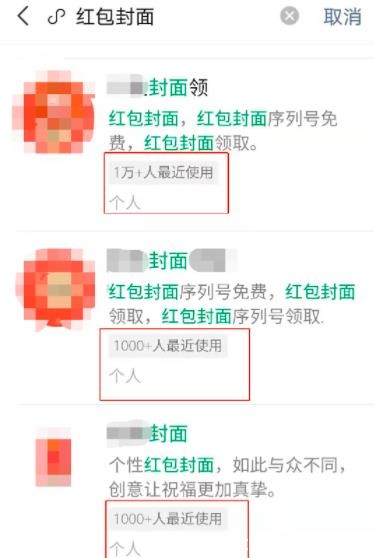 红包封面
取消
封面领
红包封面，红包封面序列号免
费，红包封面领取。
1万+人最近使用
个人
封面
红包封面序列号免费，红包封面
领取，红包封面序列号领取.
1000+人最近使用
个人
封面
个性红包封面，如此与众不同，
创意让祝福更加真挚。
1000+人最近使用
个人